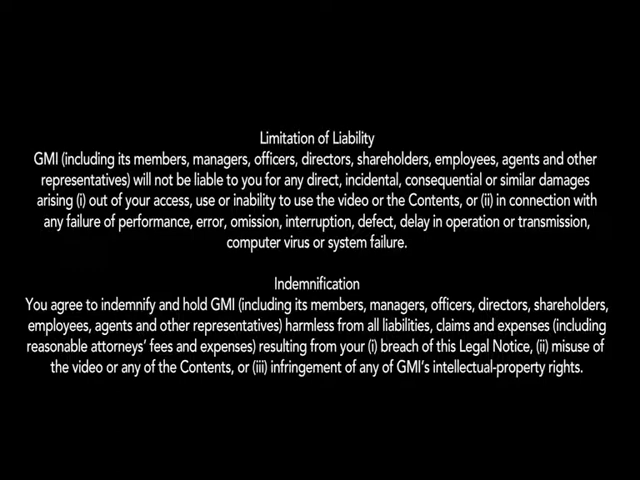 Limitation of Liability
GMI (including its members, managers, officers, directors, shareholders, employees, agents and other
representatives) will not be liable to you for any direct, incidental, consequential or similar damages
arising (i) out of your access, use or inability to use the video or the Contents, or (ii) in connection with
any failure of performance, error, omission, interruption, defect, delay in operation or transmission,
computer virus or system failure.
Indemnification
You agree to indemnify and hold GMI (including its members, managers, officers, directors, shareholders,
employees, agents and other representatives) harmless from all liabilities, claims and expenses (including
reasonable attorneys’ fees and expenses) resulting from your (i) breach of this Legal Notice, (ii) misuse of
the video or any of the Contents, or (iii) infringement of any of GMI’s intellectual-property rights.